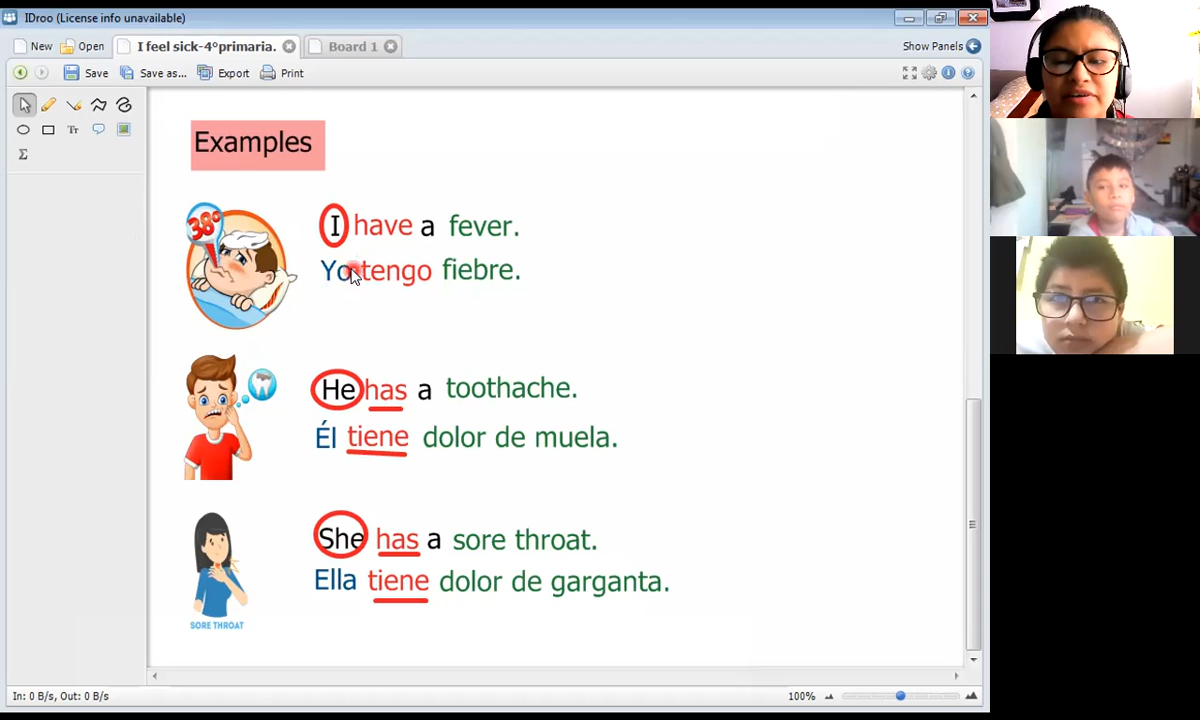 IDroo (License info unavailable)
New Open I feel sick-4°primaria. Board 1 Show Panels
Save Save as... Export Print
Tт
Σ
Examples
38°
I have a fever.
Yo tengo fiebre.
He has a toothache.
Él tiene dolor de muela.
She has a sore throat.
Ella tiene dolor de garganta.
SORE THROAT
In: 0 B/s, Out: 0 B/s 100%